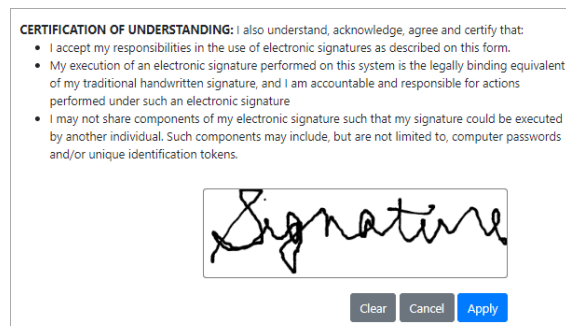 CERTIFICATION OF UNDERSTANDING: I also understand, acknowledge, agree and certify that:
• I accept my responsibilities in the use of electronic signatures as described on this form.
• My execution of an electronic signature performed on this system is the legally binding equivalent
of my traditional handwritten signature, and I am accountable and responsible for actions
performed under such an electronic signature
• I may not share components of my electronic signature such that my signature could be executed
by another individual. Such components may include, but are not limited to, computer passwords
and/or unique identification tokens.
Signature
Clear Cancel Apply